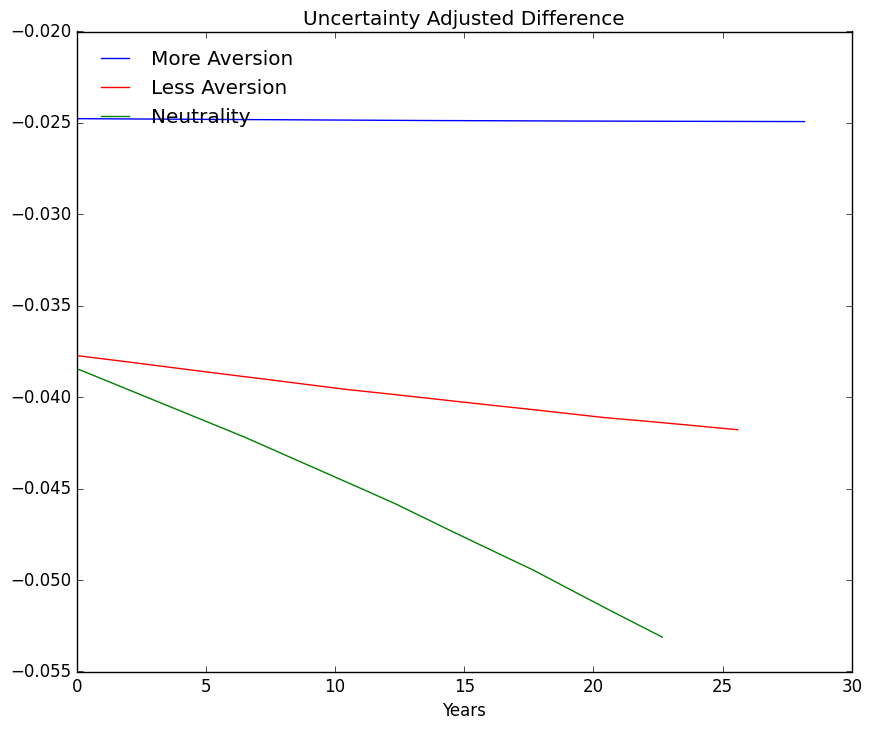 Uncertainty Adjusted Difference
−0.020
More Aversion
Less Aversion
Neutrality
−0.025
−0.030
−0.035
−0.040
−0.045
−0.050
−0.055
0 5 10 15 20 25 30
Years